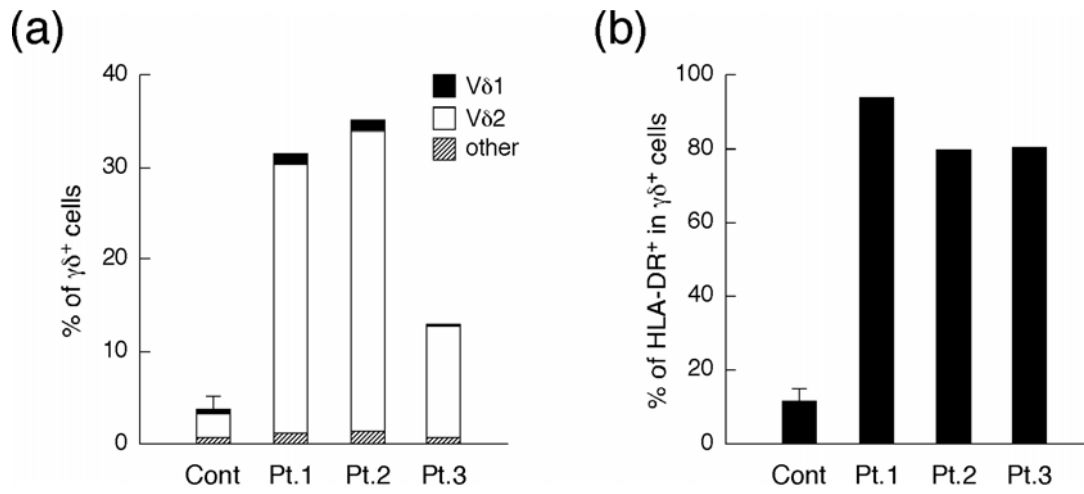 (a)
% of γδ+ cells
40
30
20
10
0
Vδ1
Vδ2
other
Cont Pt.1 Pt.2 Pt.3
(b)
% of HLA-DR+ in γδ+ cells
100
80
60
40
20
0
Cont Pt.1 Pt.2 Pt.3